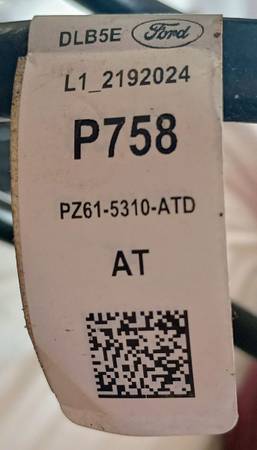 DLB5E Ford
L1_2192024
P758
PZ61-5310-ATD
AT